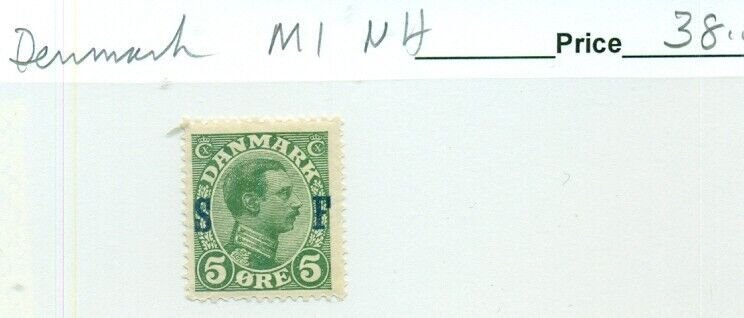 Denmark M1 NH Price 38.
C X C X
DANMARK
S F
5 ØRE 5